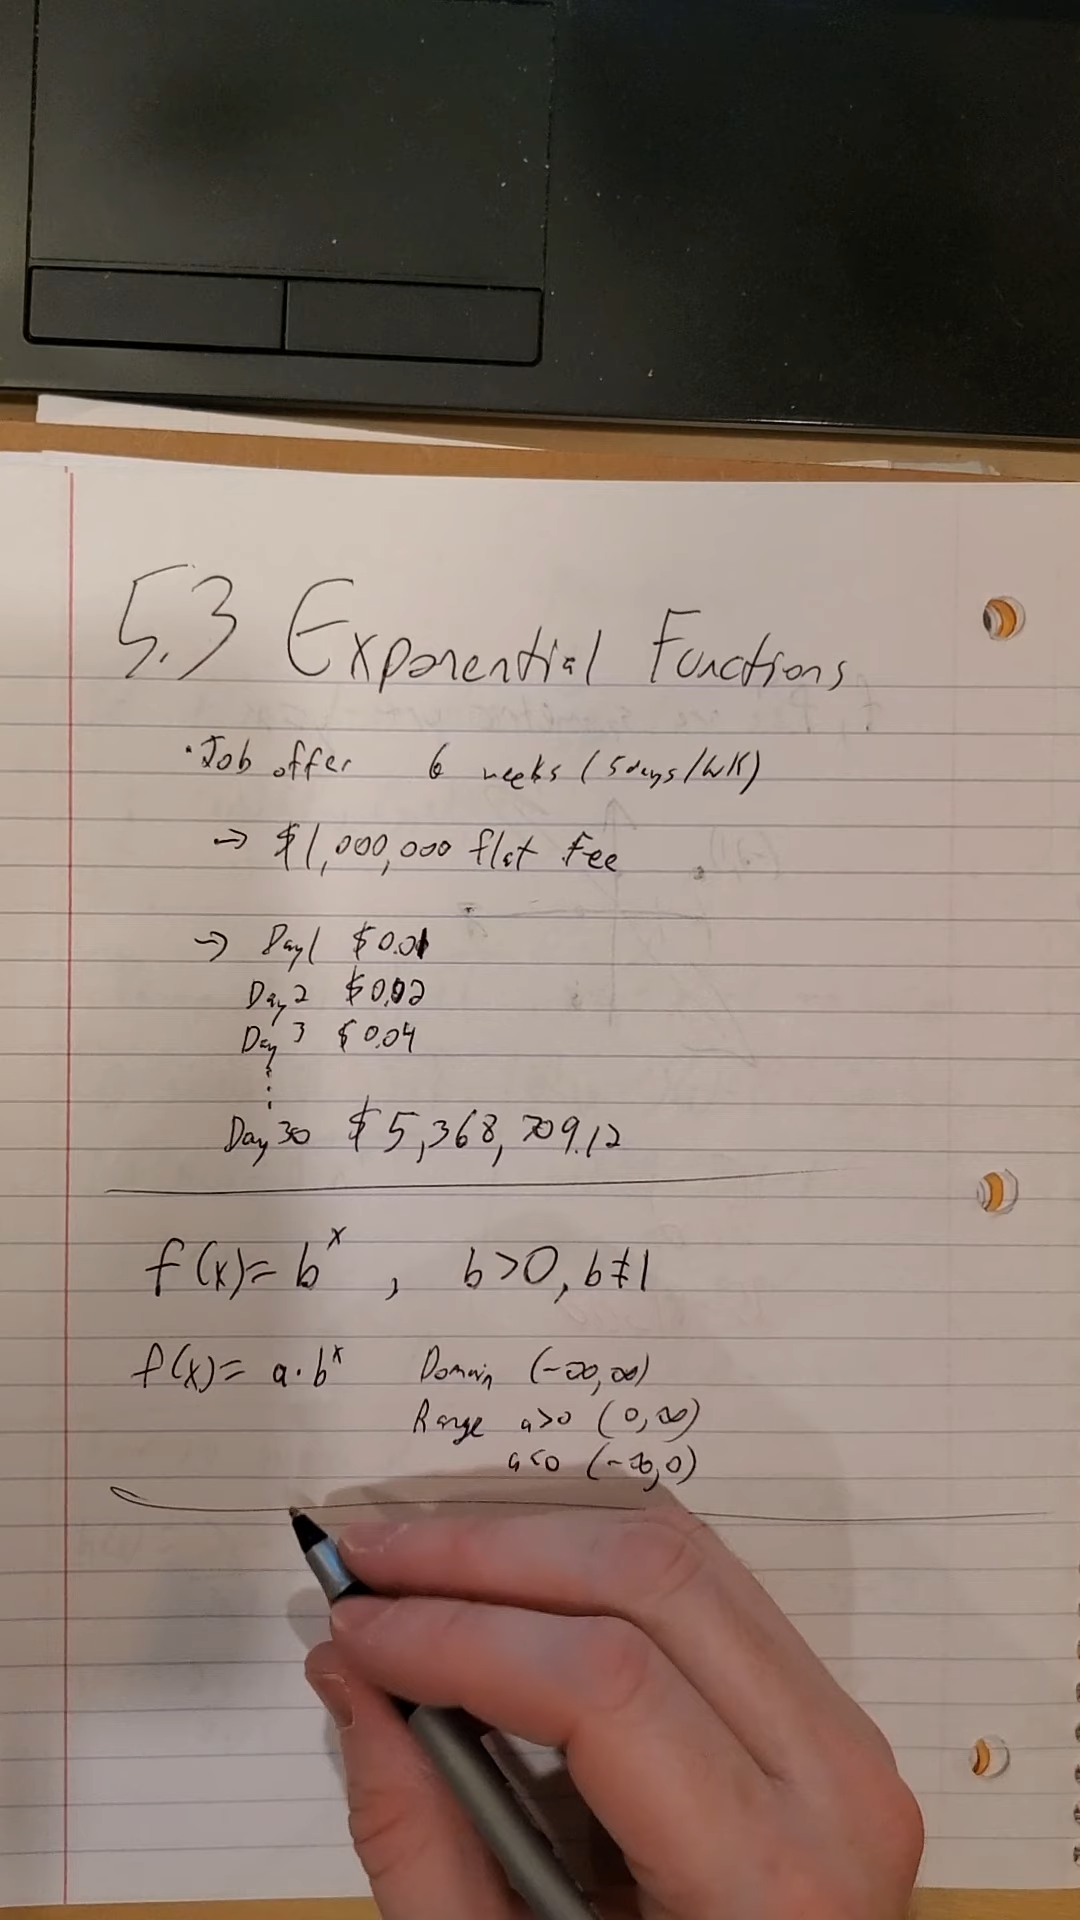 5.3 Exponential Functions
· Job offer 6 weeks (5days/wk)
→ $1,000,000 flat Fee
→ Day 1 $0.01
Day 2 $0.02
Day 3 $0.04
⋮
Day 30 $5,368,709.12
f(x)= b^x , b>0, b≠1
f(x)= a·b^x Domain (-∞,∞)
Range a>0 (0,∞)
a<0 (-∞,0)